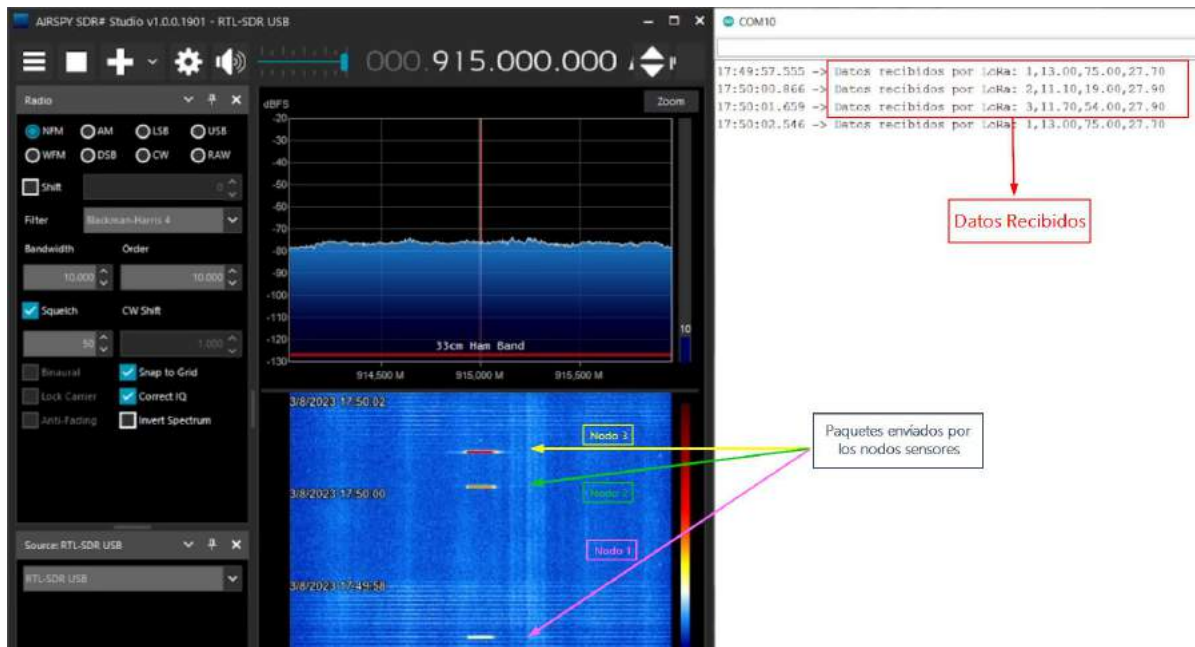 AIRSPY SDR# Studio v1.0.0.1901 - RTL-SDR USB
000.915.000.000
Radio
NFM AM LSB USB
WFM DSB CW RAW
Shift
0
Filter
Blackman-Harris 4
Bandwidth Order
10.000 10.000
Squelch CW Shift
50 1.000
Binaural Snap to Grid
Lock Carrier Correct IQ
Anti-Fading Invert Spectrum
Source: RTL-SDR USB
RTL-SDR USB
dBFS
Zoom
-20
-30
-40
-50
-60
-70
-80
-90
-100
-110
-120
-130
10
33cm Ham Band
914,500 M 915,000 M 915,500 M
3/8/2023 17:50:02
Nodo 3
3/8/2023 17:50:00
Nodo 2
Nodo 1
3/8/2023 17:49:58
COM10
17:49:57.555 -> Datos recibidos por LoRa: 1,13.00,75.00,27.70
17:50:00.866 -> Datos recibidos por LoRa: 2,11.10,19.00,27.90
17:50:01.659 -> Datos recibidos por LoRa: 3,11.70,54.00,27.90
17:50:02.546 -> Datos recibidos por LoRa: 1,13.00,75.00,27.70
Datos Recibidos
Paquetes enviados por
los nodos sensores